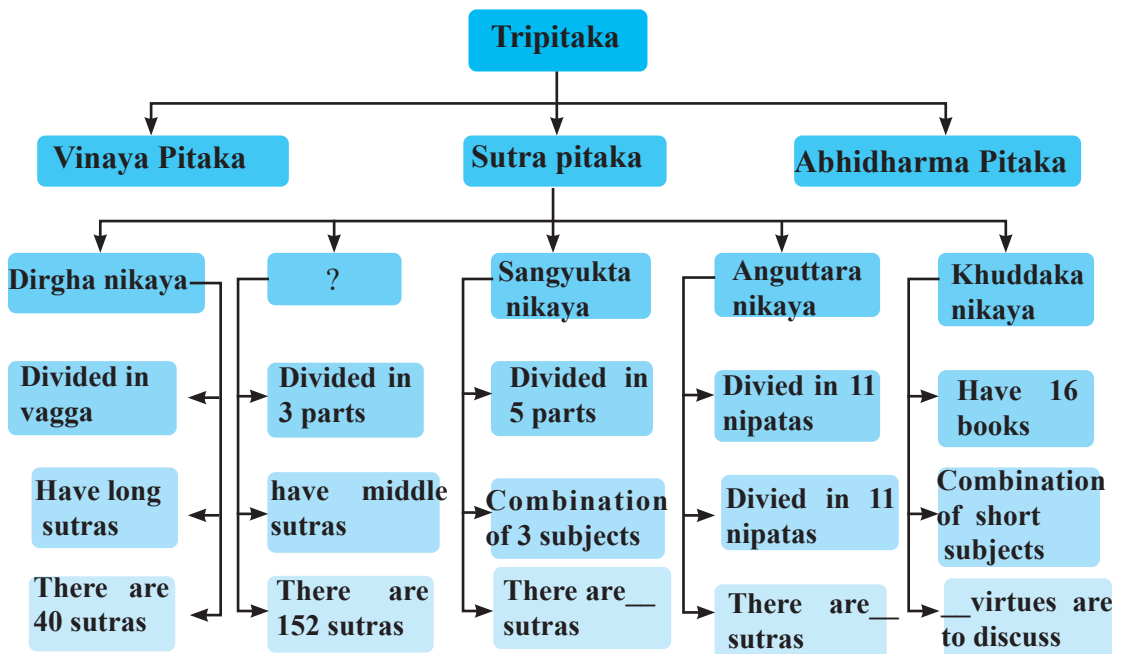 Tripitaka
Vinaya Pitaka
Sutra pitaka
Abhidharma Pitaka
Dirgha nikaya
?
Sangyukta
nikaya
Anguttara
nikaya
Khuddaka
nikaya
Divided in
vagga
Divided in
3 parts
Divided in
5 parts
Divied in 11
nipatas
Have 16
books
Have long
sutras
have middle
sutras
Combination
of 3 subjects
Divied in 11
nipatas
Combination
of short
subjects
There are
40 sutras
There are
152 sutras
There are__
sutras
There are__
sutras
__virtues are
to discuss